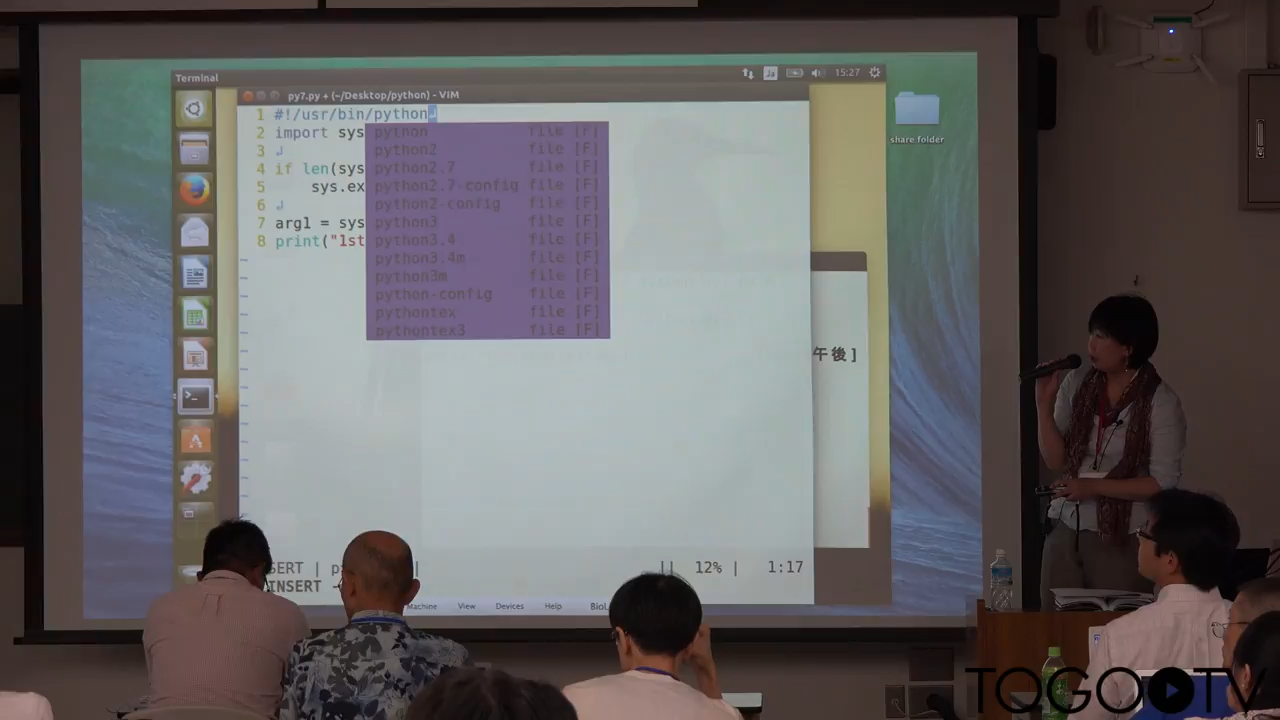 Terminal
Ja
15:27
py7.py + (~/Desktop/python) - VIM
share folder
1 #!/usr/bin/python
2 import sys
3
4 if len(sys
5 sys.ex
6
7 arg1 = sys
8 print("1st
python file [F]
python2 file [F]
python2.7 file [F]
python2.7-config file [F]
python2-config file [F]
python3 file [F]
python3.4 file [F]
python3.4m file [F]
python3m file [F]
python-config file [F]
pythontex file [F]
pythontex3 file [F]
午後]
SERT | p
|| 12% | 1:17
INSERT -
Machine View Devices Help
TOGOTV